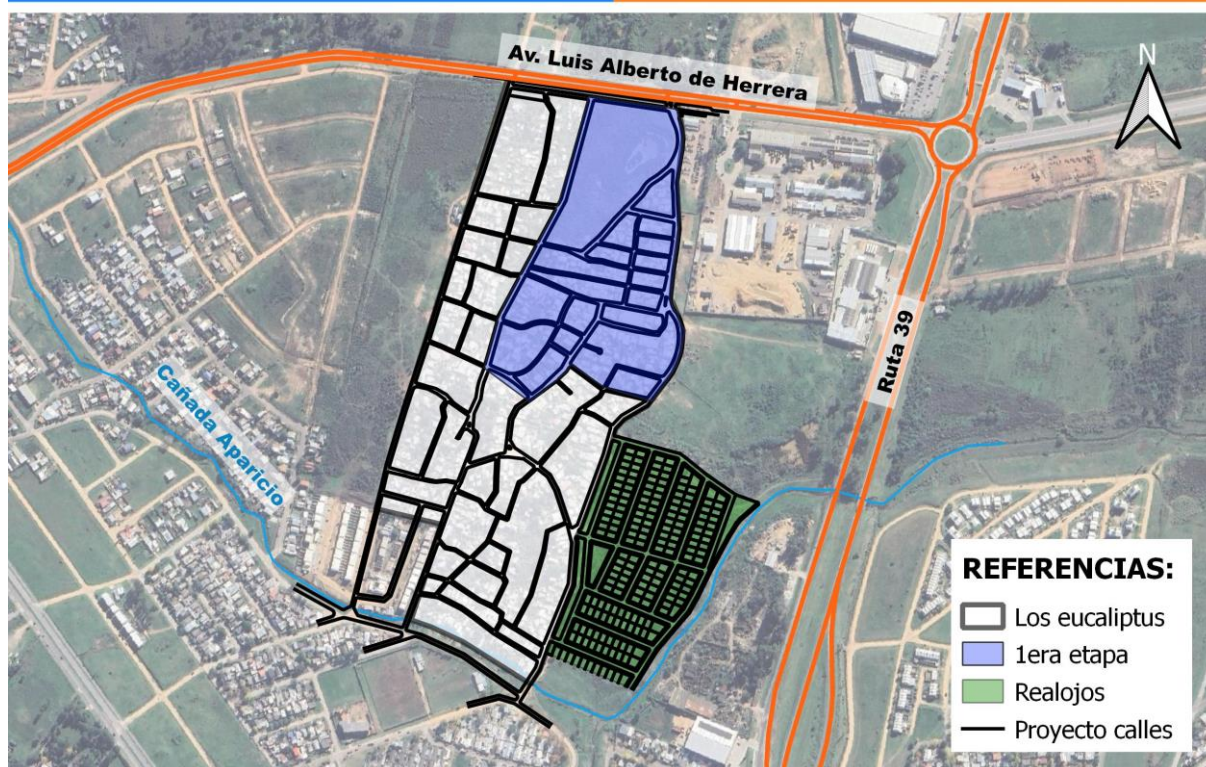 Av. Luis Alberto de Herrera
N
Ruta 39
Cañada Aparicio
REFERENCIAS:
Los eucaliptus
1era etapa
Realojos
Proyecto calles